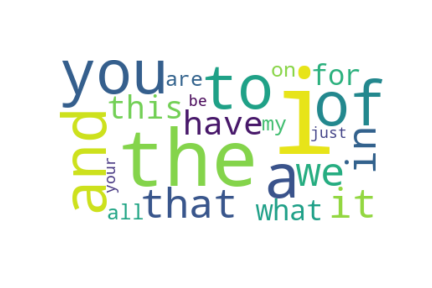 you
are
to
on
for
this
be
have
my
i
of
just
and
the
in
your
a
we
that
all
what
it